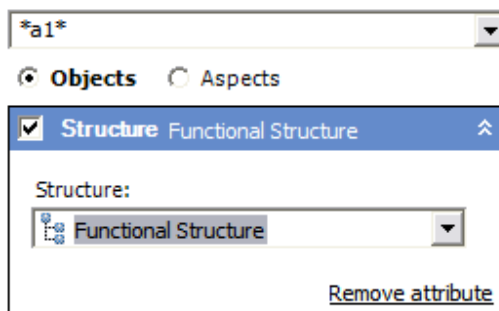 *a1*
Objects Aspects
Structure Functional Structure
Structure:
Functional Structure
Remove attribute